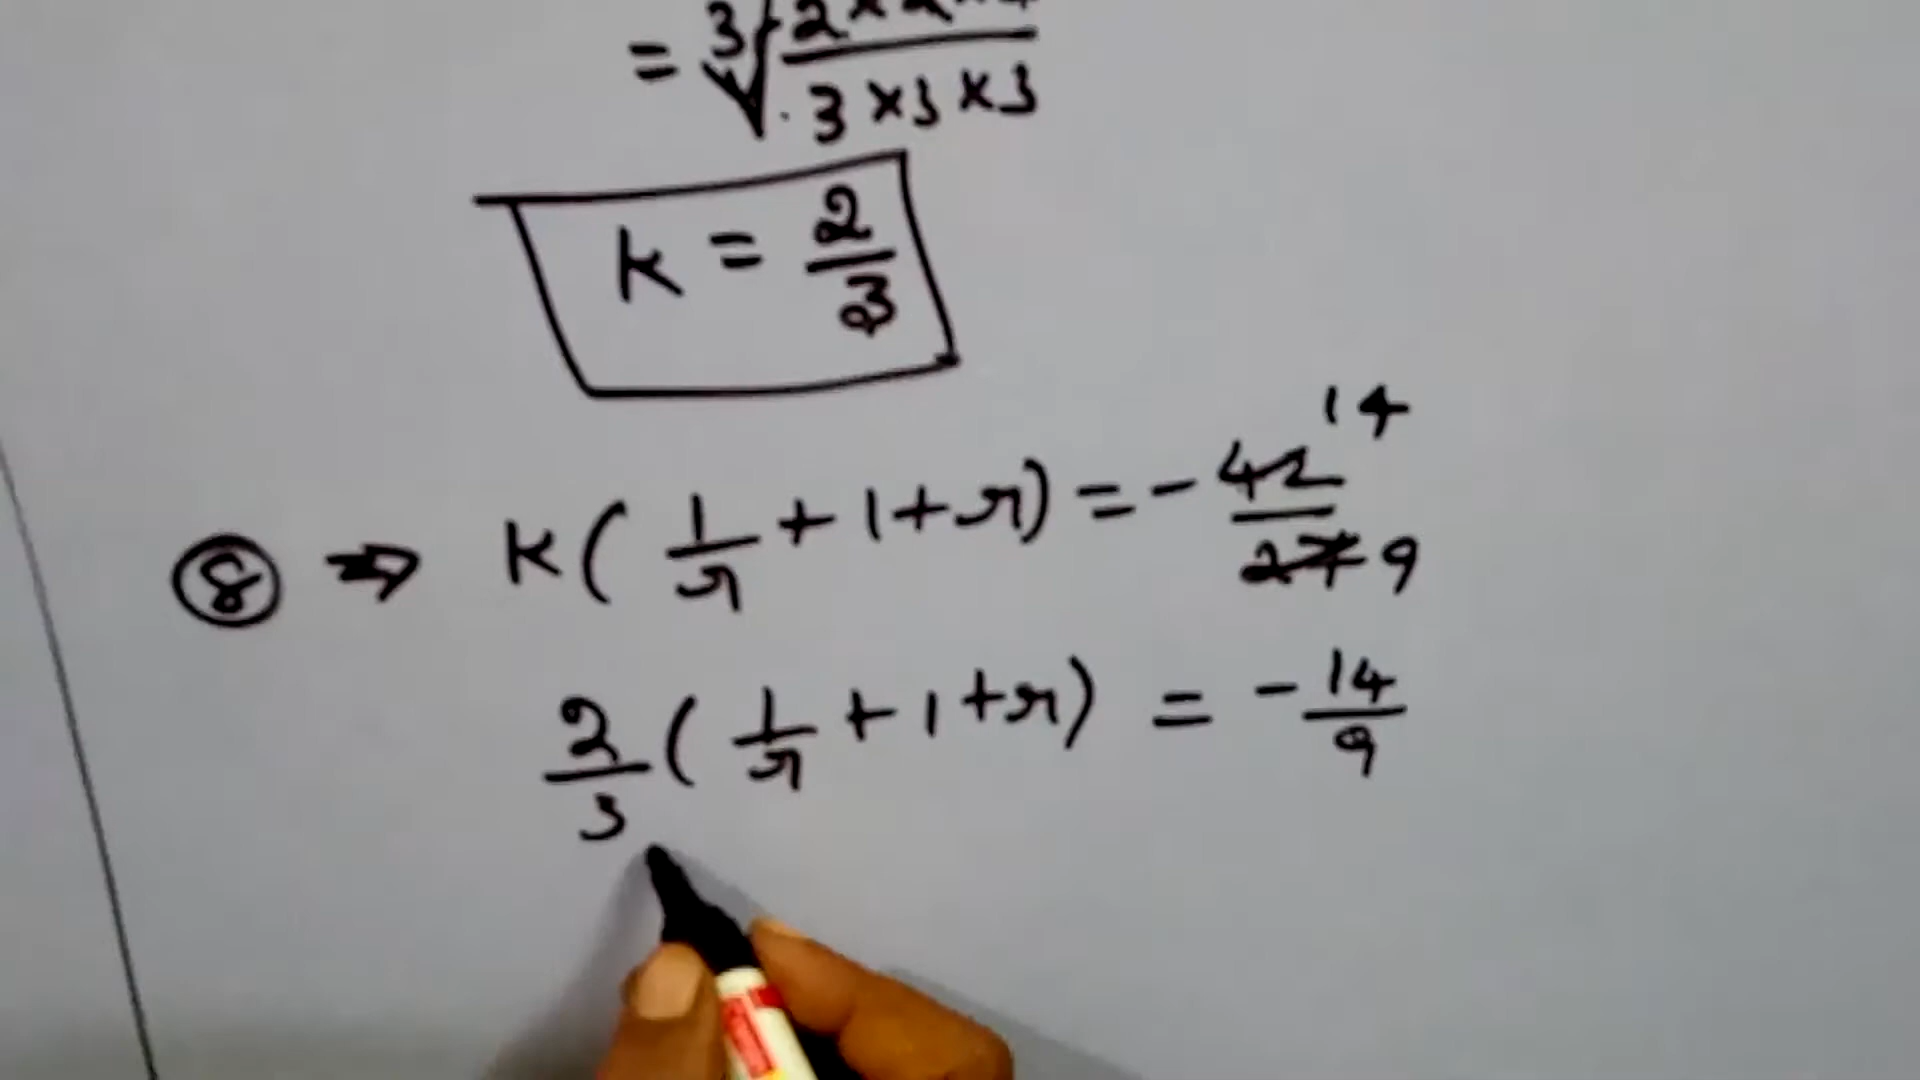 = ∛(2×2×2 / 3×3×3)
K = 2/3
⑧ ⇒ K(1/r + 1 + r) = -42/27 14/9
2/3 (1/r + 1 + r) = -14/9